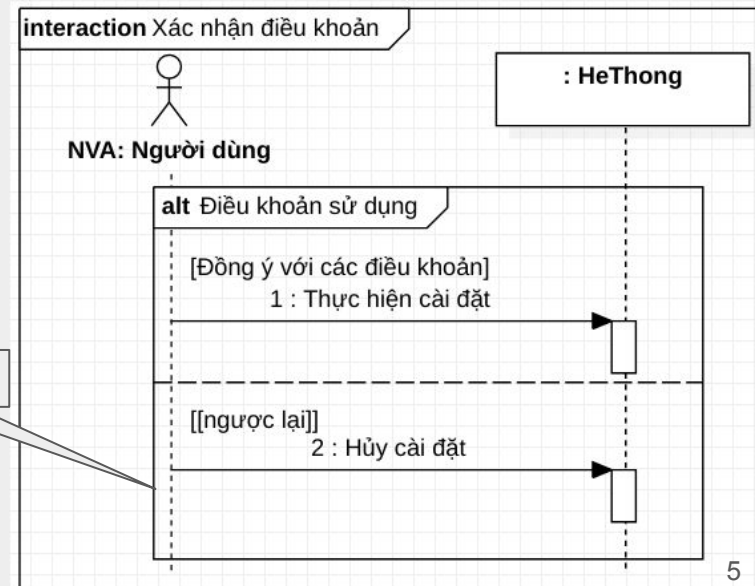 interaction Xác nhận điều khoản
: HeThong
NVA: Người dùng
alt Điều khoản sử dụng
[Đồng ý với các điều khoản]
1 : Thực hiện cài đặt
[[ngược lại]]
2 : Hủy cài đặt
5